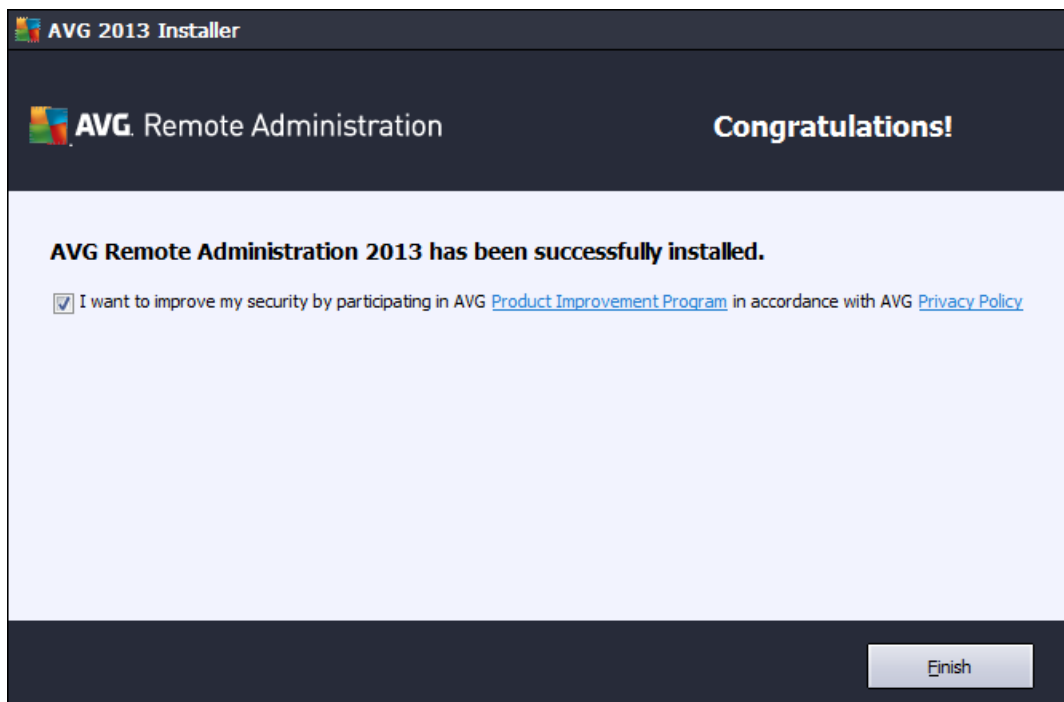 AVG 2013 Installer
AVG. Remote Administration
Congratulations!
AVG Remote Administration 2013 has been successfully installed.
I want to improve my security by participating in AVG Product Improvement Program in accordance with AVG Privacy Policy
Finish